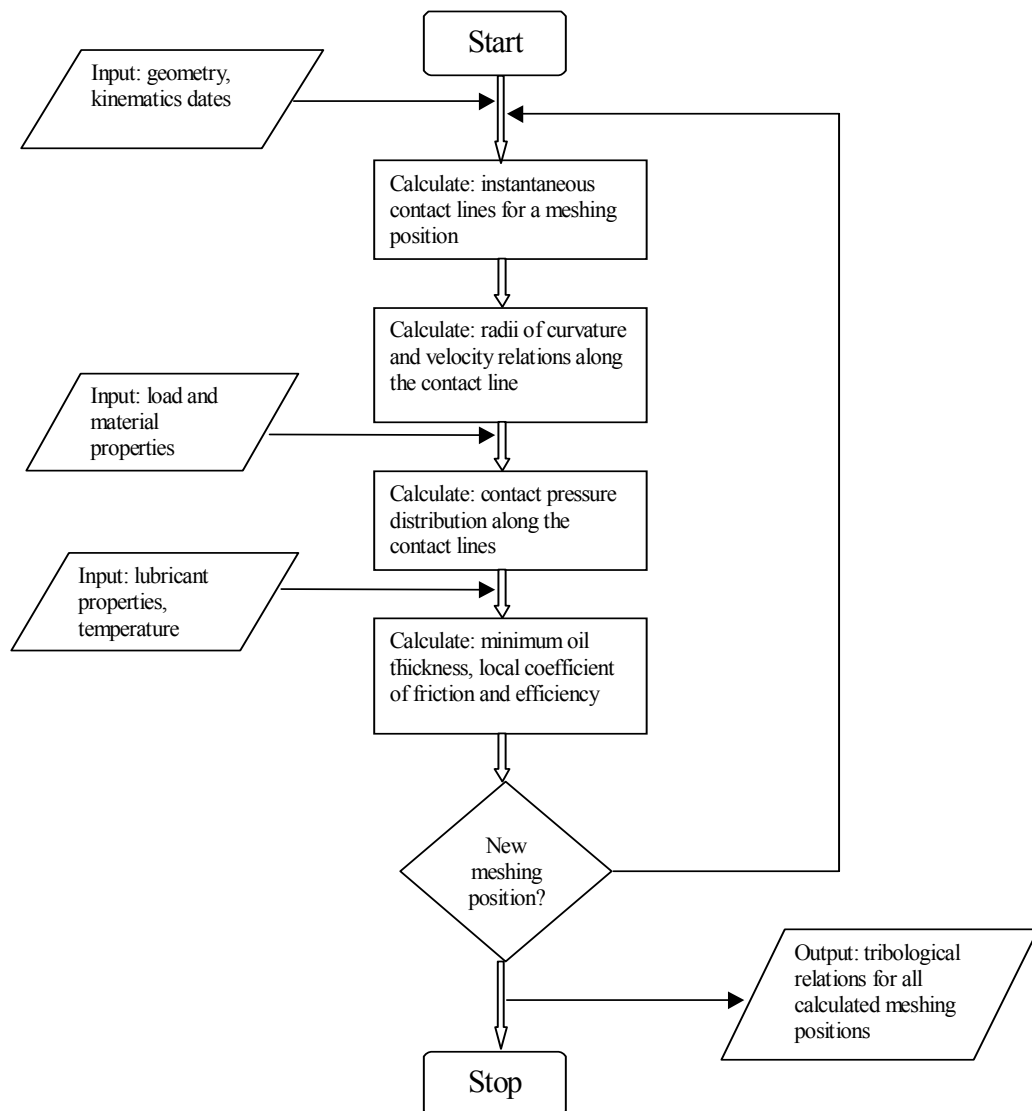 Start
Input: geometry,
kinematics dates
Calculate: instantaneous
contact lines for a meshing
position
Calculate: radii of curvature
and velocity relations along
the contact line
Input: load and
material
properties
Calculate: contact pressure
distribution along the
contact lines
Input: lubricant
properties,
temperature
Calculate: minimum oil
thickness, local coefficient
of friction and efficiency
New
meshing
position?
Output: tribological
relations for all
calculated meshing
positions
Stop